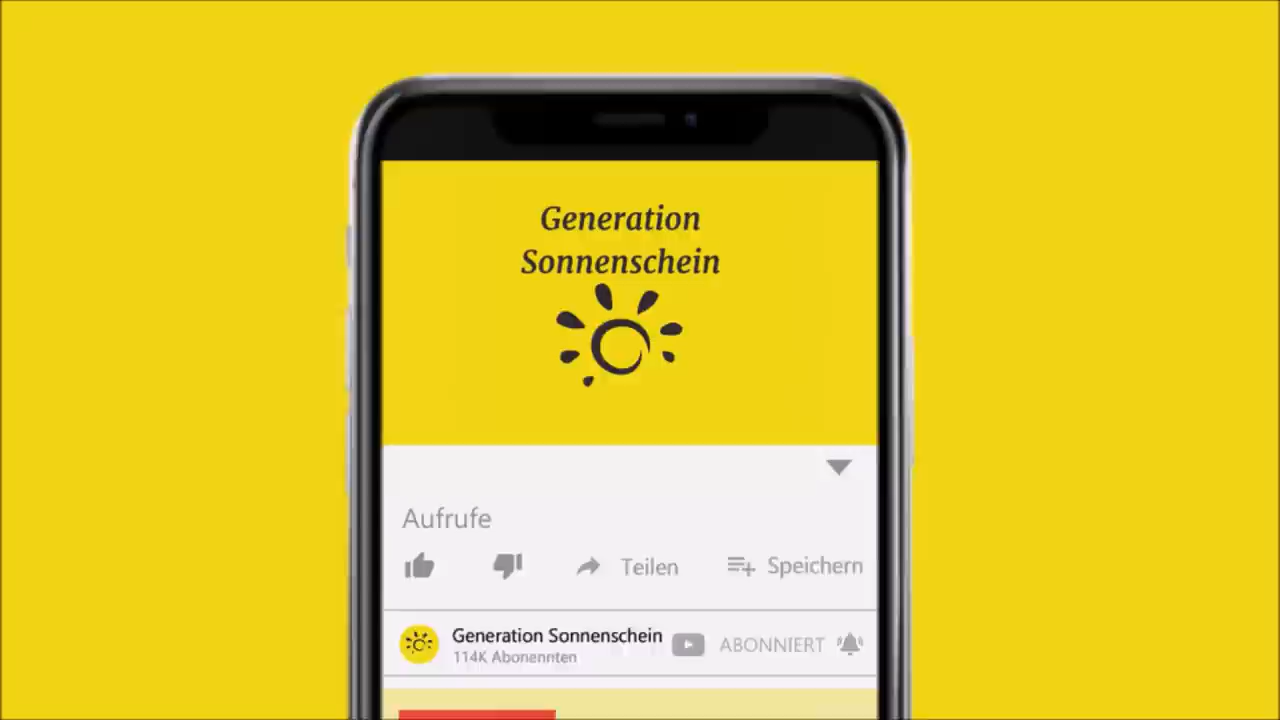 Generation
Sonnenschein
Aufrufe
Teilen
Speichern
Generation Sonnenschein
114K Abonennten
ABONNIERT